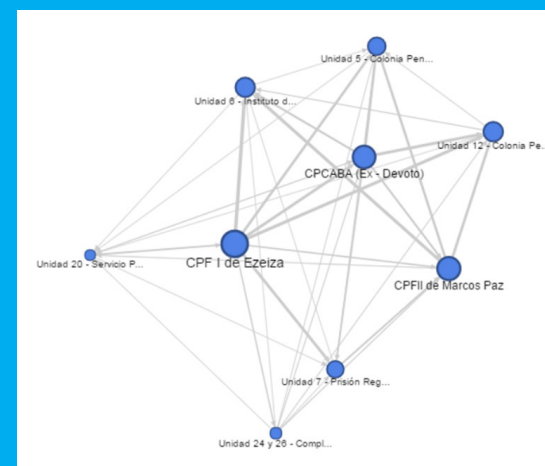 Unidad 5 - Colonia Pen...
Unidad 6 - Instituto d...
Unidad 12 - Colonia Pe...
CPCABA (Ex - Devoto)
CPF I de Ezeiza
Unidad 20 - Servicio P...
CPFII de Marcos Paz
Unidad 7 - Prisión Reg...
Unidad 24 y 26 - Compl...